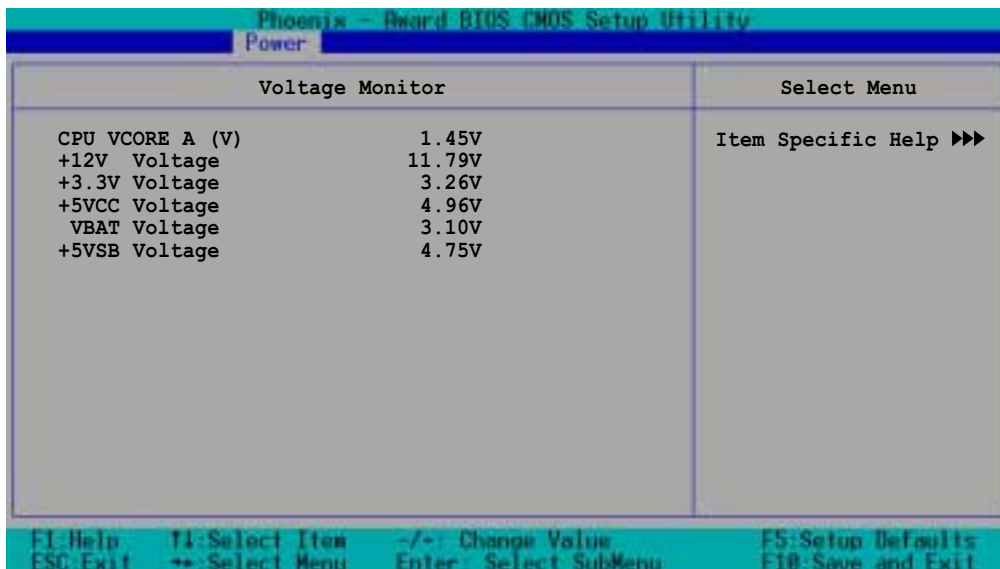 Phoenix - Award BIOS CMOS Setup Utility
Power
Voltage Monitor
Select Menu
CPU VCORE A (V) 1.45V
Item Specific Help ▶▶▶
+12V Voltage 11.79V
+3.3V Voltage 3.26V
+5VCC Voltage 4.96V
VBAT Voltage 3.10V
+5VSB Voltage 4.75V
F1:Help ↑↓:Select Item -/+: Change Value F5:Setup Defaults
ESC:Exit ↔:Select Menu Enter: Select SubMenu F10:Save and Exit